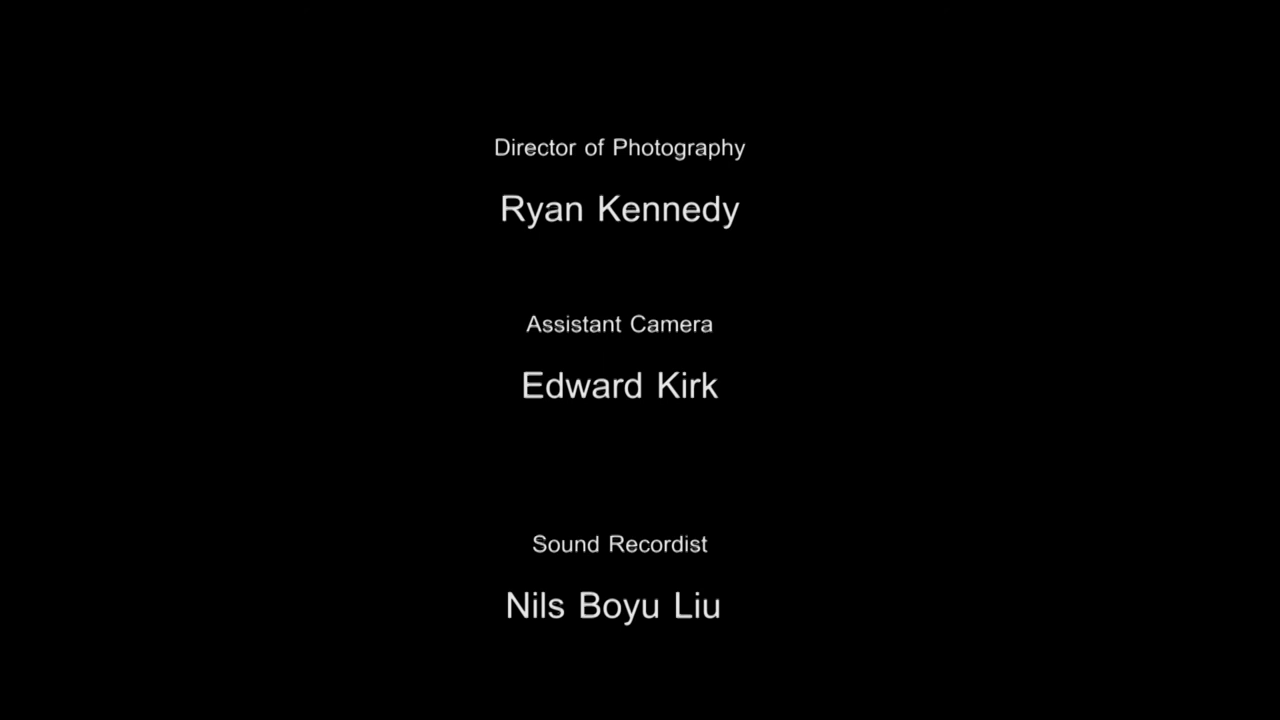 Director of Photography
Ryan Kennedy
Assistant Camera
Edward Kirk
Sound Recordist
Nils Boyu Liu